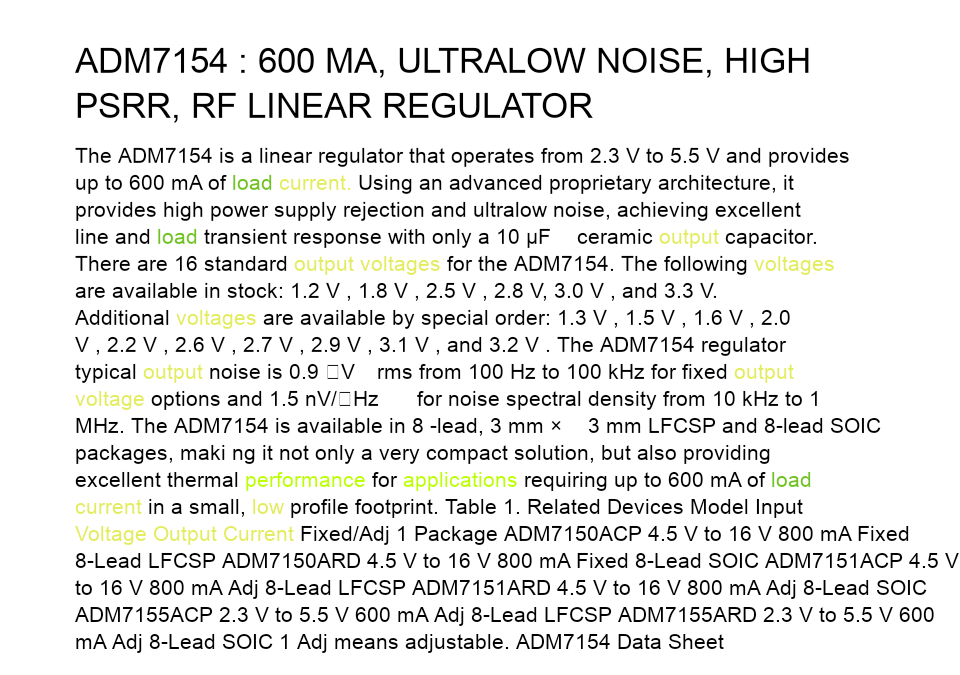 ADM7154 : 600 MA, ULTRALOW NOISE, HIGH
PSRR, RF LINEAR REGULATOR
The ADM7154 is a linear regulator that operates from 2.3 V to 5.5 V and provides
up to 600 mA of load current. Using an advanced proprietary architecture, it
provides high power supply rejection and ultralow noise, achieving excellent
line and load transient response with only a 10 μF ceramic output capacitor.
There are 16 standard output voltages for the ADM7154. The following voltages
are available in stock: 1.2 V , 1.8 V , 2.5 V , 2.8 V, 3.0 V , and 3.3 V.
Additional voltages are available by special order: 1.3 V , 1.5 V , 1.6 V , 2.0
V , 2.2 V , 2.6 V , 2.7 V , 2.9 V , 3.1 V , and 3.2 V . The ADM7154 regulator
typical output noise is 0.9 □V rms from 100 Hz to 100 kHz for fixed output
voltage options and 1.5 nV/□Hz for noise spectral density from 10 kHz to 1
MHz. The ADM7154 is available in 8 -lead, 3 mm × 3 mm LFCSP and 8-lead SOIC
packages, maki ng it not only a very compact solution, but also providing
excellent thermal performance for applications requiring up to 600 mA of load
current in a small, low profile footprint. Table 1. Related Devices Model Input
Voltage Output Current Fixed/Adj 1 Package ADM7150ACP 4.5 V to 16 V 800 mA Fixed
8-Lead LFCSP ADM7150ARD 4.5 V to 16 V 800 mA Fixed 8-Lead SOIC ADM7151ACP 4.5 V
to 16 V 800 mA Adj 8-Lead LFCSP ADM7151ARD 4.5 V to 16 V 800 mA Adj 8-Lead SOIC
ADM7155ACP 2.3 V to 5.5 V 600 mA Adj 8-Lead LFCSP ADM7155ARD 2.3 V to 5.5 V 600
mA Adj 8-Lead SOIC 1 Adj means adjustable. ADM7154 Data Sheet